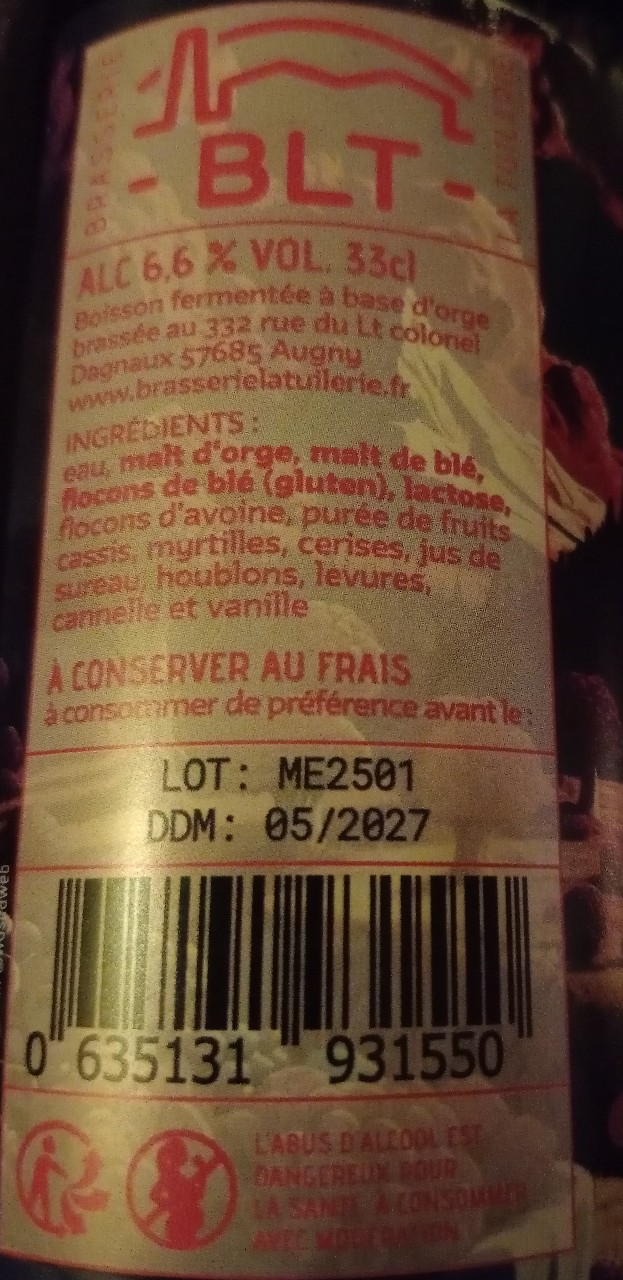 BRASSERIE
- BLT -
ALC 6,6 % VOL. 33cl
Boisson fermentée à base d'orge
brassée au 332 rue du Lt colonel
Dagnaux 57685 Augny
www.brasserielatuilerie.fr
INGRÉDIENTS :
eau, malt d'orge, malt de blé,
flocons de blé (gluten), lactose,
flocons d'avoine, purée de fruits
cassis, myrtilles, cerises, jus de
sureau, houblons, levures,
cannelle et vanille
À CONSERVER AU FRAIS
à consommer de préférence avant le :
LOT: ME2501
DDM: 05/2027
0 635131 931550
L'ABUS D'ALCOOL EST
DANGEREUX POUR
LA SANTÉ. À CONSOMMER
AVEC MODÉRATION